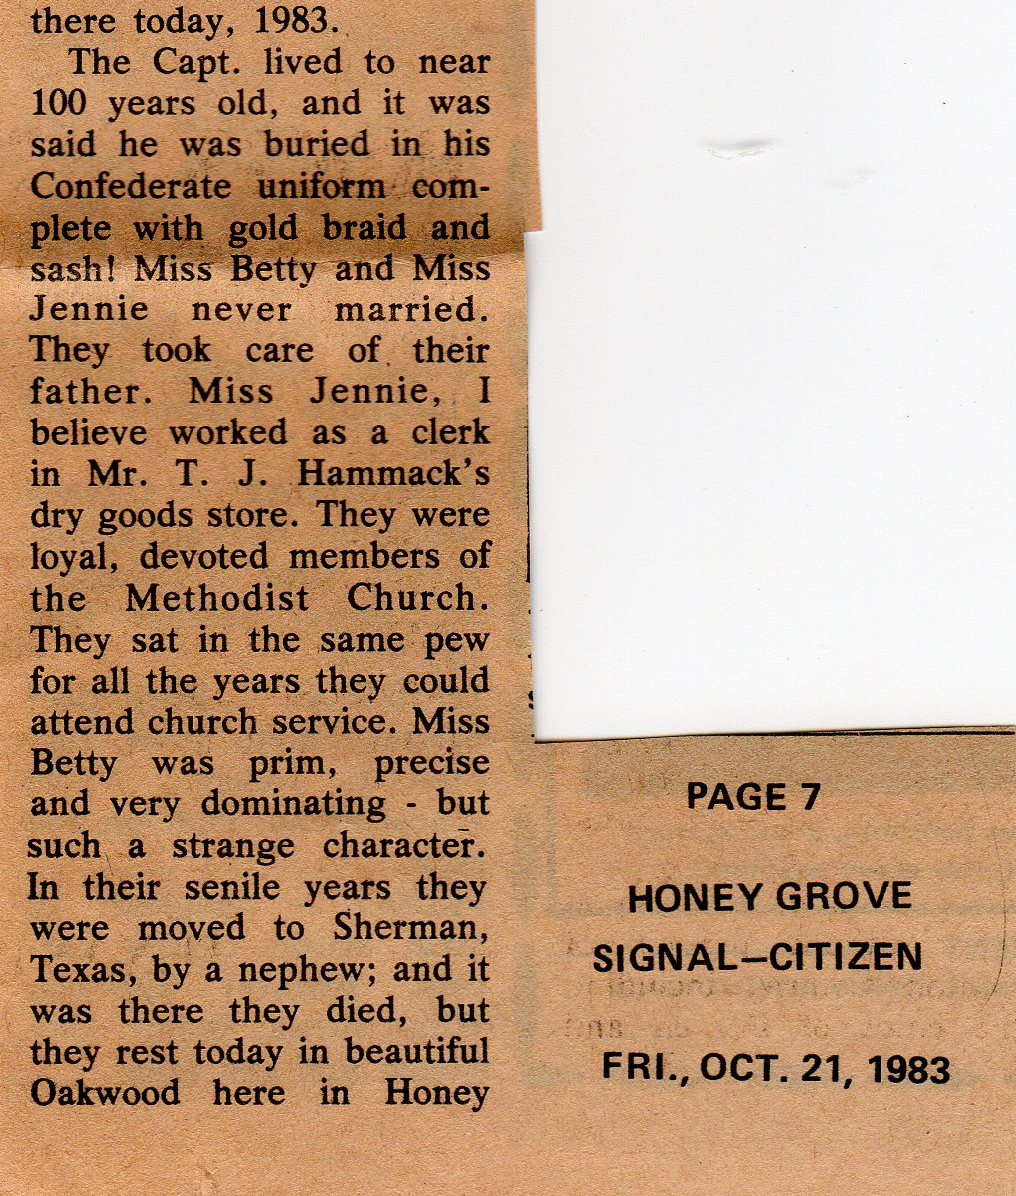 there today, 1983.
The Capt. lived to near
100 years old, and it was
said he was buried in his
Confederate uniform com-
plete with gold braid and
sash! Miss Betty and Miss
Jennie never married.
They took care of their
father. Miss Jennie, I
believe worked as a clerk
in Mr. T. J. Hammack's
dry goods store. They were
loyal, devoted members of
the Methodist Church.
They sat in the same pew
for all the years they could
attend church service. Miss
Betty was prim, precise
and very dominating - but
such a strange character.
In their senile years they
were moved to Sherman,
Texas, by a nephew; and it
was there they died, but
they rest today in beautiful
Oakwood here in Honey
PAGE 7
HONEY GROVE
SIGNAL—CITIZEN
FRI., OCT. 21, 1983